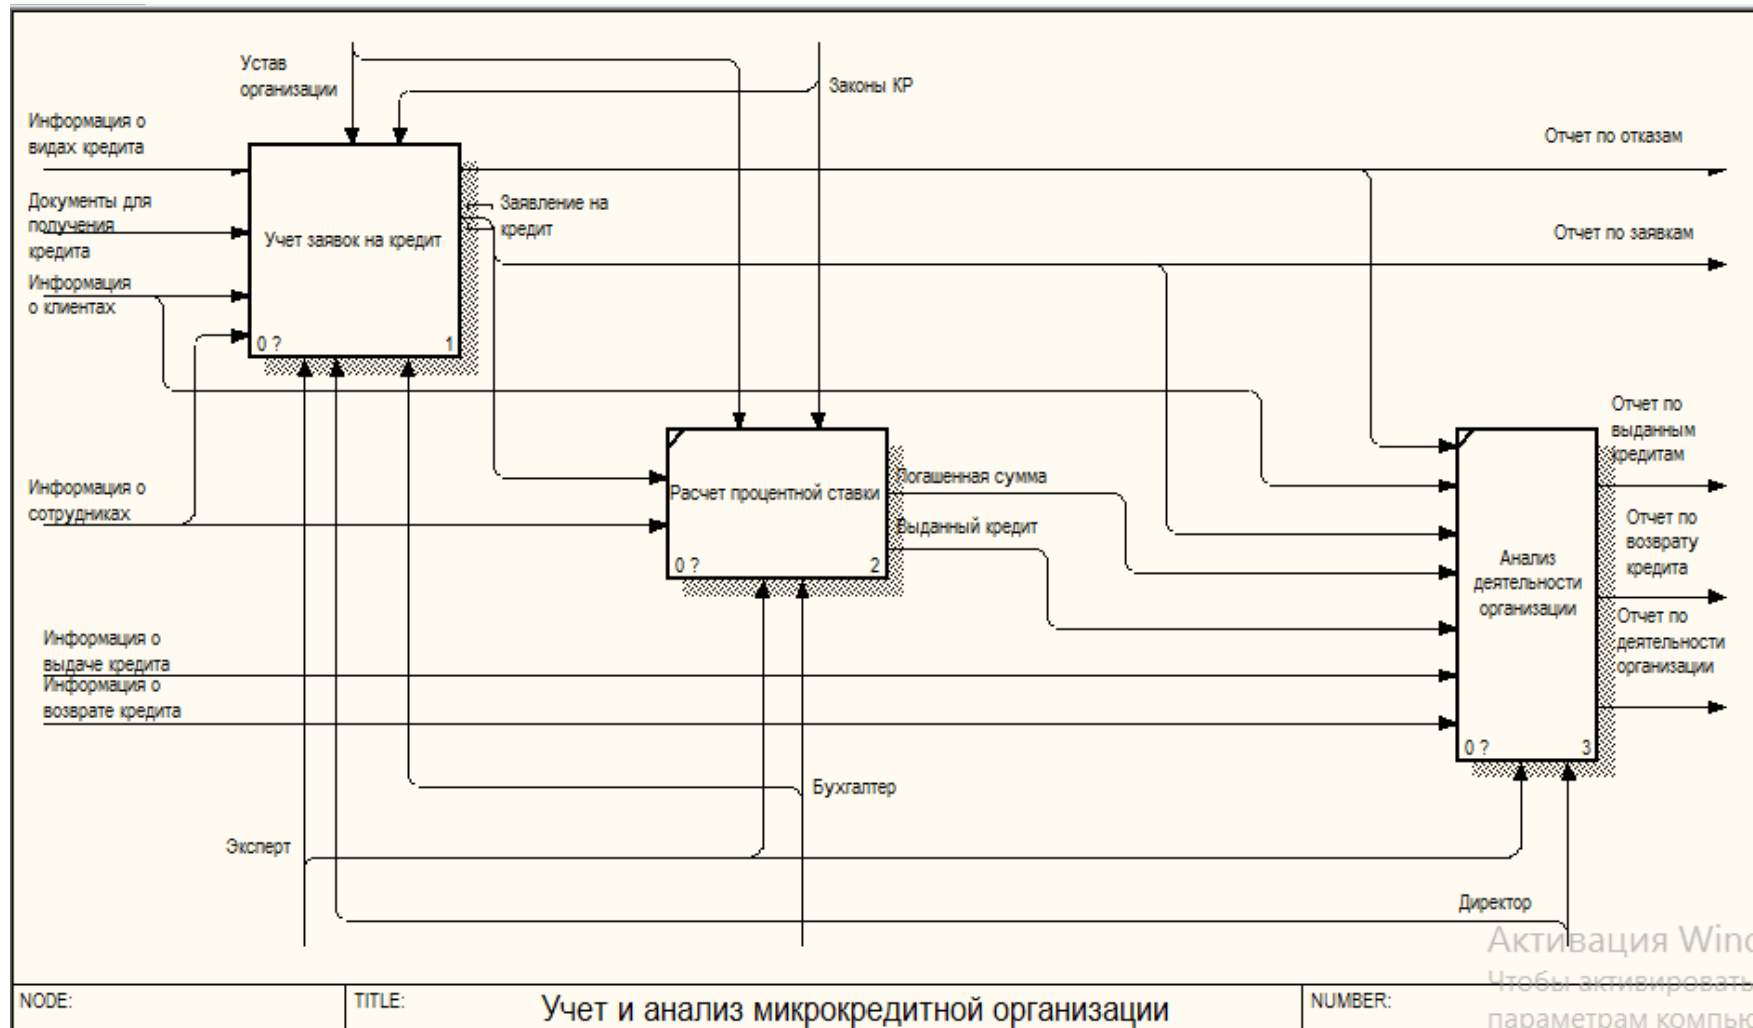 Устав
организации
Законы КР
Информация о
видах кредита
Отчет по отказам
Документы для
получения
кредита
Заявление на
кредит
Отчет по заявкам
Учет заявок на кредит
Информация
о клиентах
0 ?
1
Отчет по
выданным
кредитам
Информация о
сотрудниках
Расчет процентной ставки
Погашенная сумма
Выданный кредит
0 ?
2
Отчет по
возврату
кредита
Анализ
деятельности
организации
Отчет по
деятельности
организации
Информация о
выдаче кредита
Информация о
возврате кредита
0 ?
3
Бухгалтер
Эксперт
Директор
Активация Wind
Чтобы активировать
параметрам компью
NODE:
TITLE:
Учет и анализ микрокредитной организации
NUMBER: